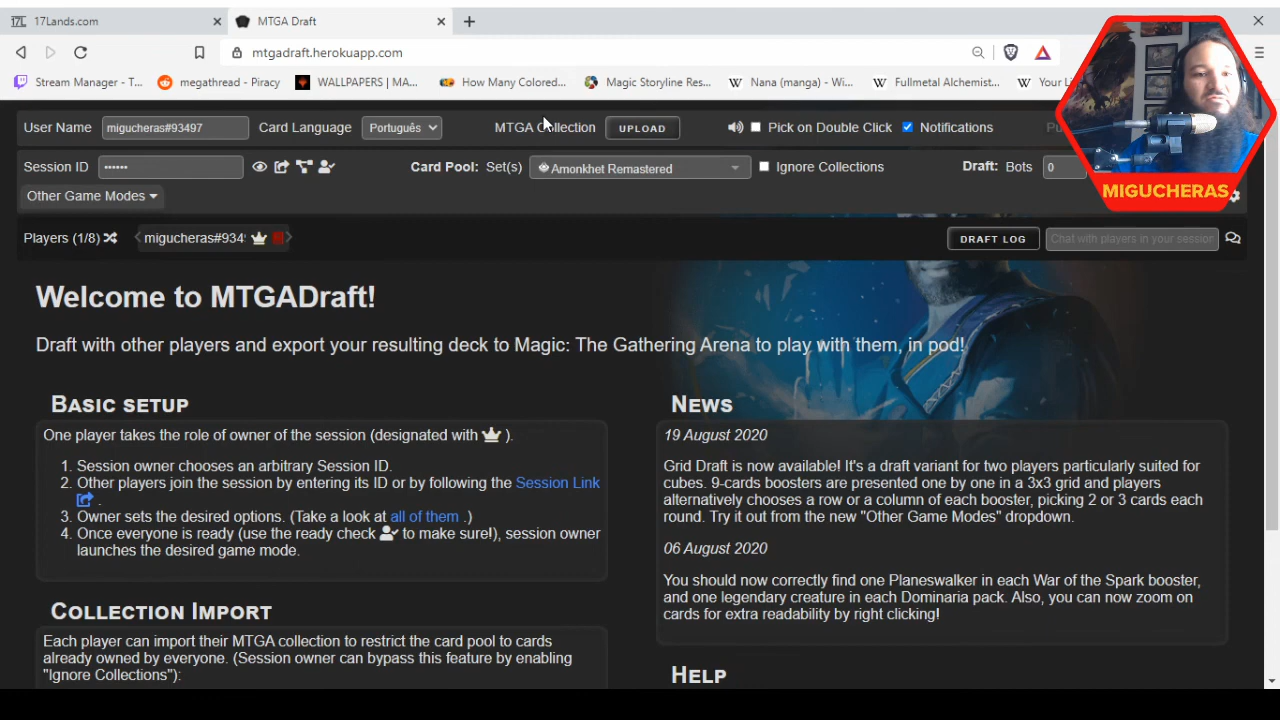 17L 17Lands.com
MTGA Draft
mtgadraft.herokuapp.com
Stream Manager - T...
megathread - Piracy
WALLPAPERS | MA...
How Many Colored...
Magic Storyline Res...
W Nana (manga) - Wi...
W Fullmetal Alchemist...
W Your Li
User Name migucheras#93497 Card Language Português MTGA Collection UPLOAD Pick on Double Click Notifications
Session ID •••••• Card Pool: Set(s) Amonkhet Remastered Ignore Collections Draft: Bots 0
MIGUCHERAS
Other Game Modes
Players (1/8) migucheras#934 DRAFT LOG Chat with players in your session
Welcome to MTGADraft!
Draft with other players and export your resulting deck to Magic: The Gathering Arena to play with them, in pod!
Basic setup
One player takes the role of owner of the session (designated with ).
1. Session owner chooses an arbitrary Session ID.
2. Other players join the session by entering its ID or by following the Session Link
.
3. Owner sets the desired options. (Take a look at all of them .)
4. Once everyone is ready (use the ready check to make sure!), session owner
launches the desired game mode.
Collection Import
Each player can import their MTGA collection to restrict the card pool to cards
already owned by everyone. (Session owner can bypass this feature by enabling
"Ignore Collections"):
News
19 August 2020
Grid Draft is now available! It's a draft variant for two players particularly suited for
cubes. 9-cards boosters are presented one by one in a 3x3 grid and players
alternatively chooses a row or a column of each booster, picking 2 or 3 cards each
round. Try it out from the new "Other Game Modes" dropdown.
06 August 2020
You should now correctly find one Planeswalker in each War of the Spark booster,
and one legendary creature in each Dominaria pack. Also, you can now zoom on
cards for extra readability by right clicking!
Help